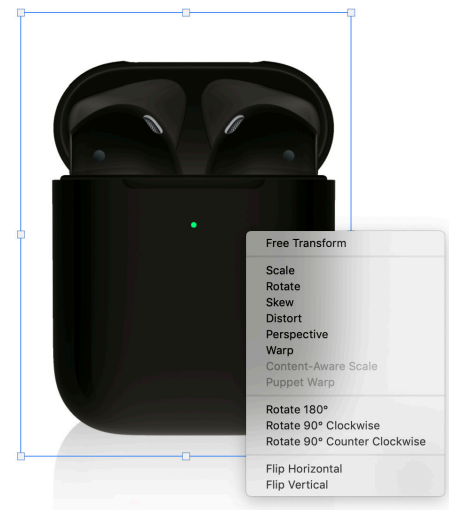 Free Transform
Scale
Rotate
Skew
Distort
Perspective
Warp
Content-Aware Scale
Puppet Warp
Rotate 180°
Rotate 90° Clockwise
Rotate 90° Counter Clockwise
Flip Horizontal
Flip Vertical